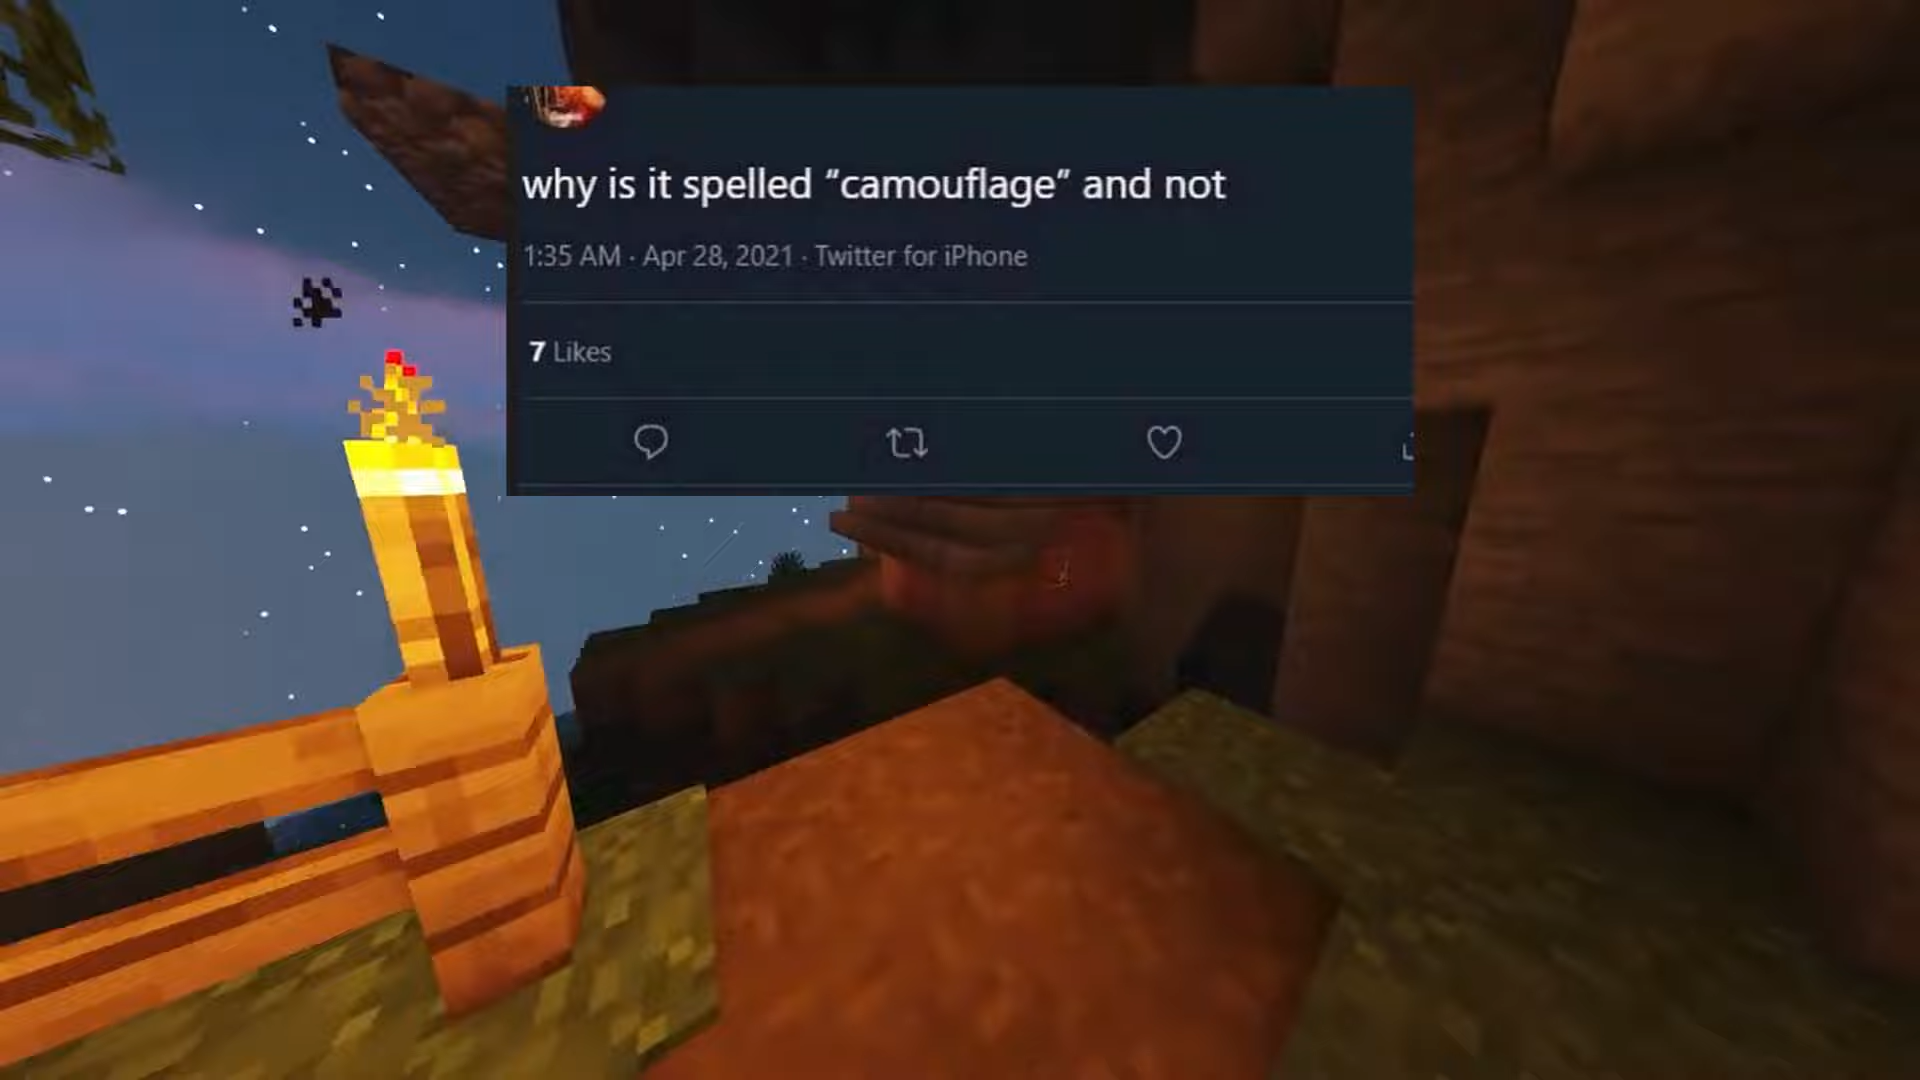 why is it spelled “camouflage” and not
1:35 AM · Apr 28, 2021 · Twitter for iPhone
7 Likes